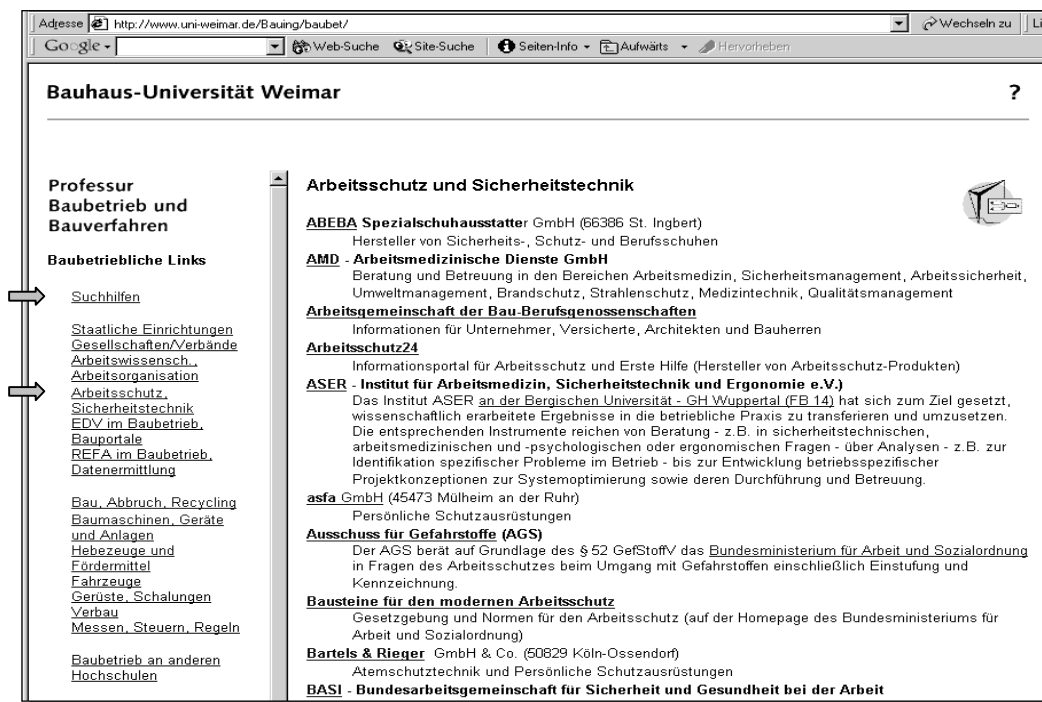 Adresse http://www.uni-weimar.de/Bauing/baubet/ Wechseln zu Li
Google Web-Suche Site-Suche Seiten-Info Aufwärts Hervorheben
Bauhaus-Universität Weimar ?
Professur
Baubetrieb und
Bauverfahren
Baubetriebliche Links
Suchhilfen
Staatliche Einrichtungen
Gesellschaften/Verbände
Arbeitswissensch.,
Arbeitsorganisation
Arbeitsschutz,
Sicherheitstechnik
EDV im Baubetrieb,
Bauportale
REFA im Baubetrieb,
Datenermittlung
Bau, Abbruch, Recycling
Baumaschinen, Geräte
und Anlagen
Hebezeuge und
Fördermittel
Fahrzeuge
Gerüste, Schalungen
Verbau
Messen, Steuern, Regeln
Baubetrieb an anderen
Hochschulen
Arbeitsschutz und Sicherheitstechnik
ABEBA Spezialschuhausstatter GmbH (66386 St. Ingbert)
Hersteller von Sicherheits-, Schutz- und Berufsschuhen
AMD - Arbeitsmedizinische Dienste GmbH
Beratung und Betreuung in den Bereichen Arbeitsmedizin, Sicherheitsmanagement, Arbeitssicherheit,
Umweltmanagement, Brandschutz, Strahlenschutz, Medizintechnik, Qualitätsmanagement
Arbeitsgemeinschaft der Bau-Berufsgenossenschaften
Informationen für Unternehmer, Versicherte, Architekten und Bauherren
Arbeitsschutz24
Informationsportal für Arbeitsschutz und Erste Hilfe (Hersteller von Arbeitsschutz-Produkten)
ASER - Institut für Arbeitsmedizin, Sicherheitstechnik und Ergonomie e.V.)
Das Institut ASER an der Bergischen Universität - GH Wuppertal (FB 14) hat sich zum Ziel gesetzt,
wissenschaftlich erarbeitete Ergebnisse in die betriebliche Praxis zu transferieren und umzusetzen.
Die entsprechenden Instrumente reichen von Beratung - z.B. in sicherheitstechnischen,
arbeitsmedizinischen und -psychologischen oder ergonomischen Fragen - über Analysen - z.B. zur
Identifikation spezifischer Probleme im Betrieb - bis zur Entwicklung betriebsspezifischer
Projektkonzeptionen zur Systemoptimierung sowie deren Durchführung und Betreuung.
asfa GmbH (45473 Mülheim an der Ruhr)
Persönliche Schutzausrüstungen
Ausschuss für Gefahrstoffe (AGS)
Der AGS berät auf Grundlage des § 52 GefStoffV das Bundesministerium für Arbeit und Sozialordnung
in Fragen des Arbeitsschutzes beim Umgang mit Gefahrstoffen einschließlich Einstufung und
Kennzeichnung.
Bausteine für den modernen Arbeitsschutz
Gesetzgebung und Normen für den Arbeitsschutz (auf der Homepage des Bundesministeriums für
Arbeit und Sozialordnung)
Bartels & Rieger GmbH & Co. (50829 Köln-Ossendorf)
Atemschutztechnik und Persönliche Schutzausrüstungen
BASI - Bundesarbeitsgemeinschaft für Sicherheit und Gesundheit bei der Arbeit